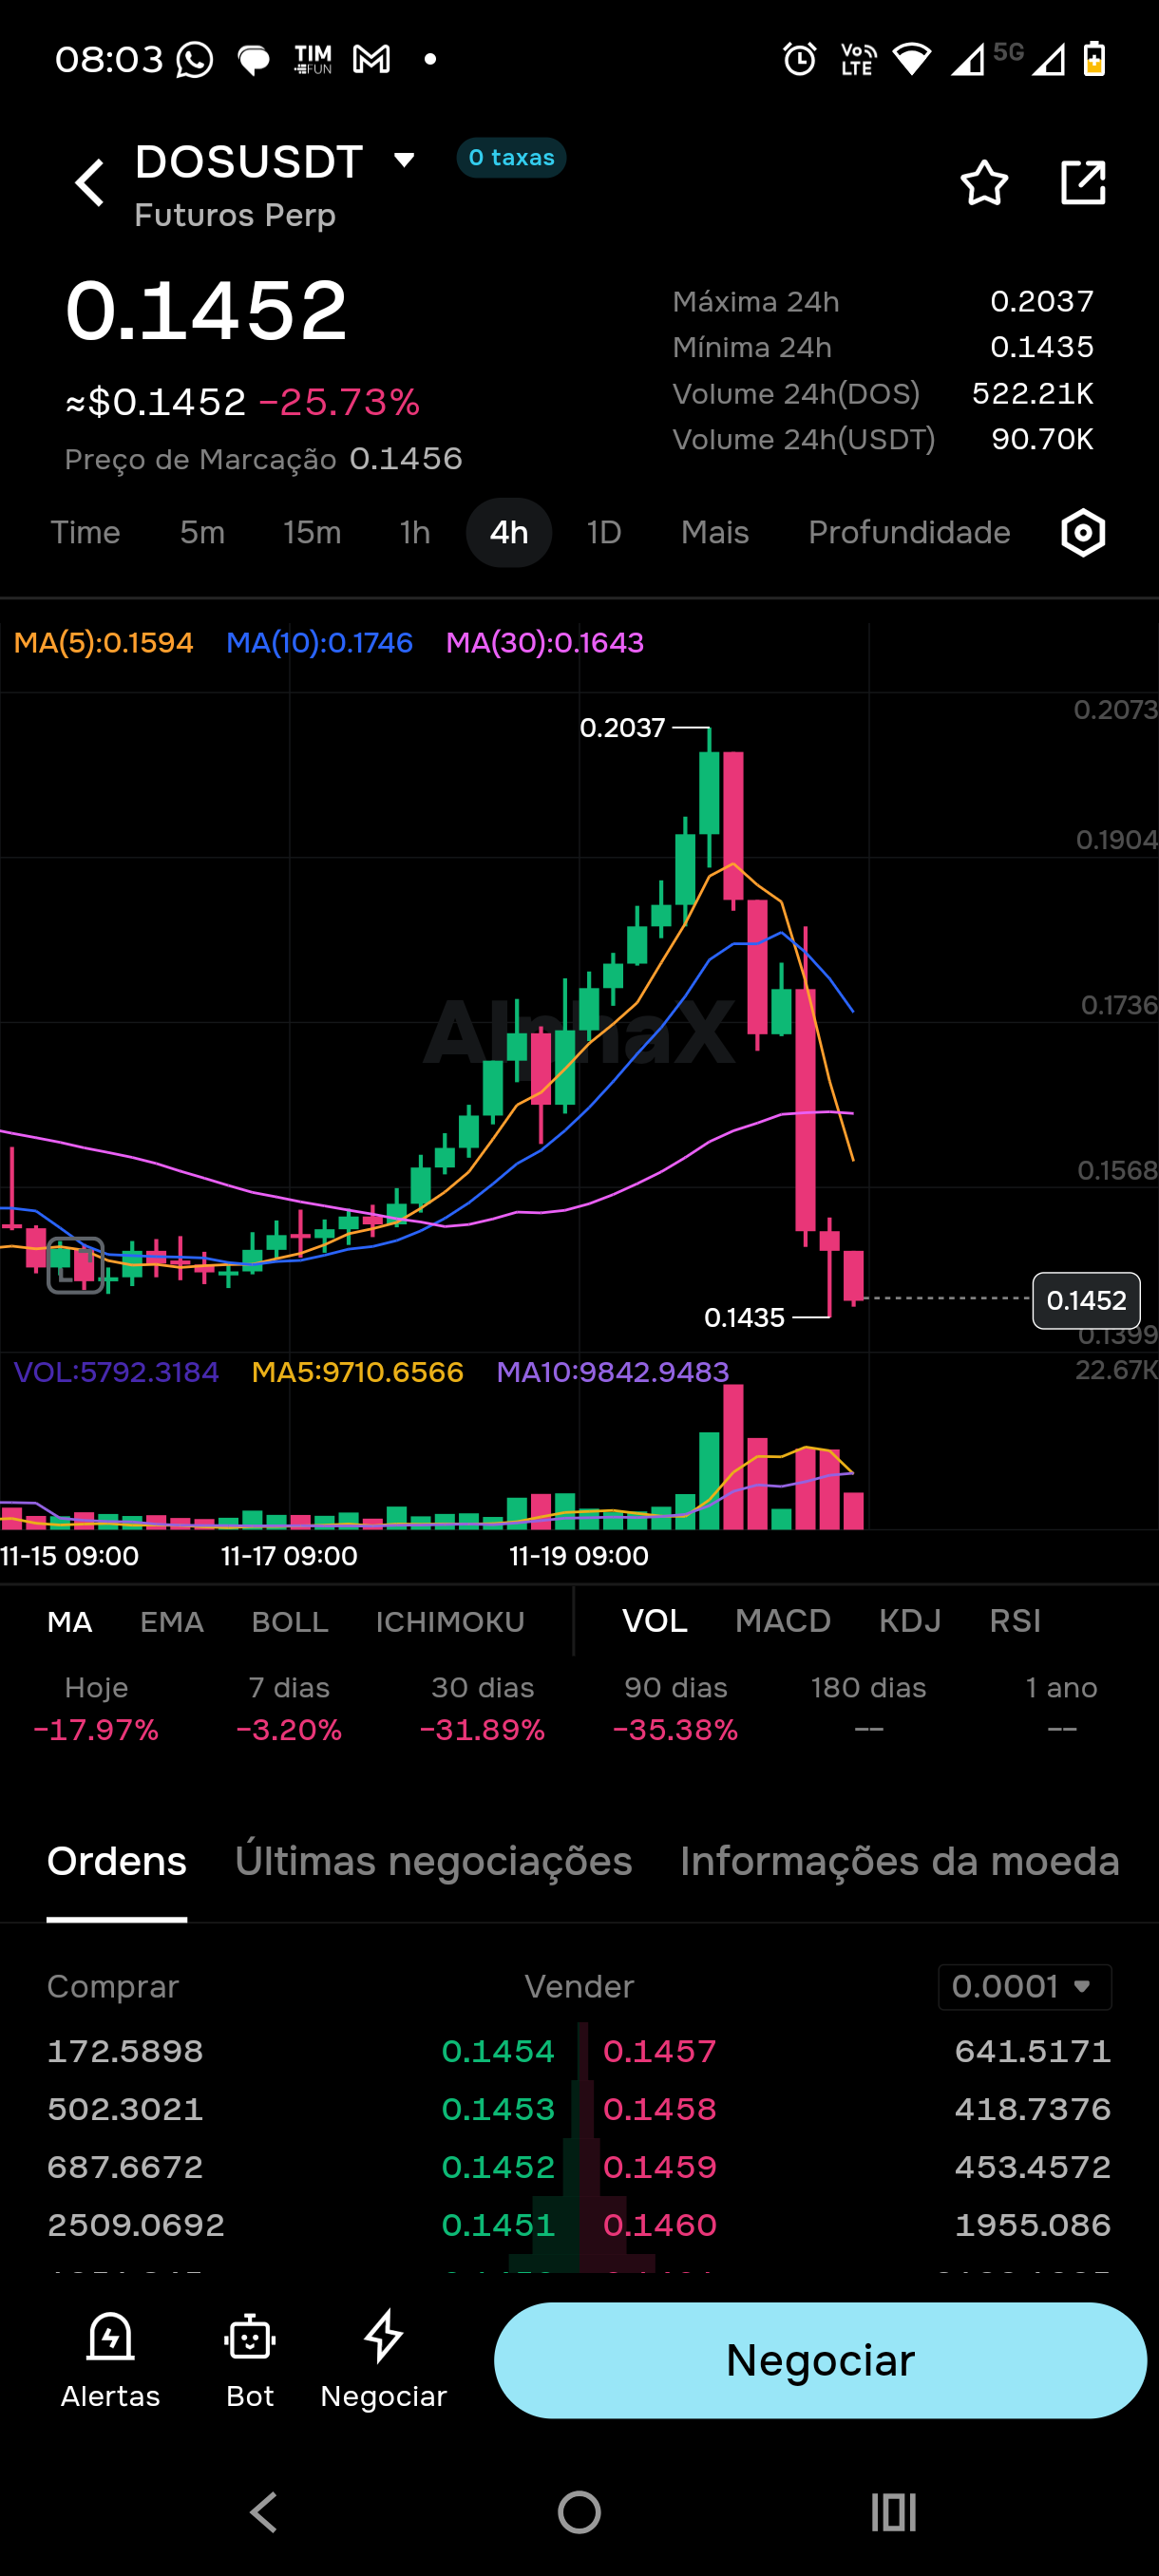 08:03 TIM FUN Vo)) LTE 5G
DOSUSDT 0 taxas
Futuros Perp
0.1452
≈$0.1452 -25.73%
Preço de Marcação 0.1456
Máxima 24h 0.2037
Mínima 24h 0.1435
Volume 24h(DOS) 522.21K
Volume 24h(USDT) 90.70K
Time 5m 15m 1h 4h 1D Mais Profundidade
MA(5):0.1594 MA(10):0.1746 MA(30):0.1643
0.2073
0.2037
0.1904
AlphaX
0.1736
0.1568
0.1452
0.1435
0.1399
VOL:5792.3184 MA5:9710.6566 MA10:9842.9483 22.67K
11-15 09:00 11-17 09:00 11-19 09:00
MA EMA BOLL ICHIMOKU VOL MACD KDJ RSI
Hoje 7 dias 30 dias 90 dias 180 dias 1 ano
-17.97% -3.20% -31.89% -35.38% -- --
Ordens Últimas negociações Informações da moeda
Comprar Vender 0.0001
172.5898 0.1454 0.1457 641.5171
502.3021 0.1453 0.1458 418.7376
687.6672 0.1452 0.1459 453.4572
2509.0692 0.1451 0.1460 1955.086
Alertas Bot Negociar Negociar